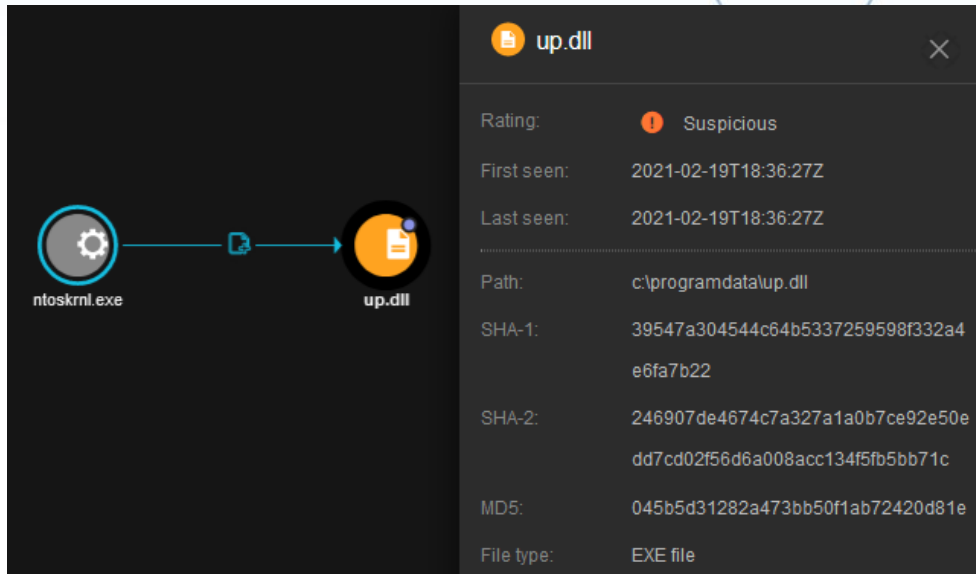 up.dll
Rating: Suspicious
First seen: 2021-02-19T18:36:27Z
Last seen: 2021-02-19T18:36:27Z
ntoskrnl.exe
up.dll
Path: c:\programdata\up.dll
SHA-1: 39547a304544c64b5337259598f332a4
e6fa7b22
SHA-2: 246907de4674c7a327a1a0b7ce92e50e
dd7cd02f56d6a008acc134f5fb5bb71c
MD5: 045b5d31282a473bb50f1ab72420d81e
File type: EXE file